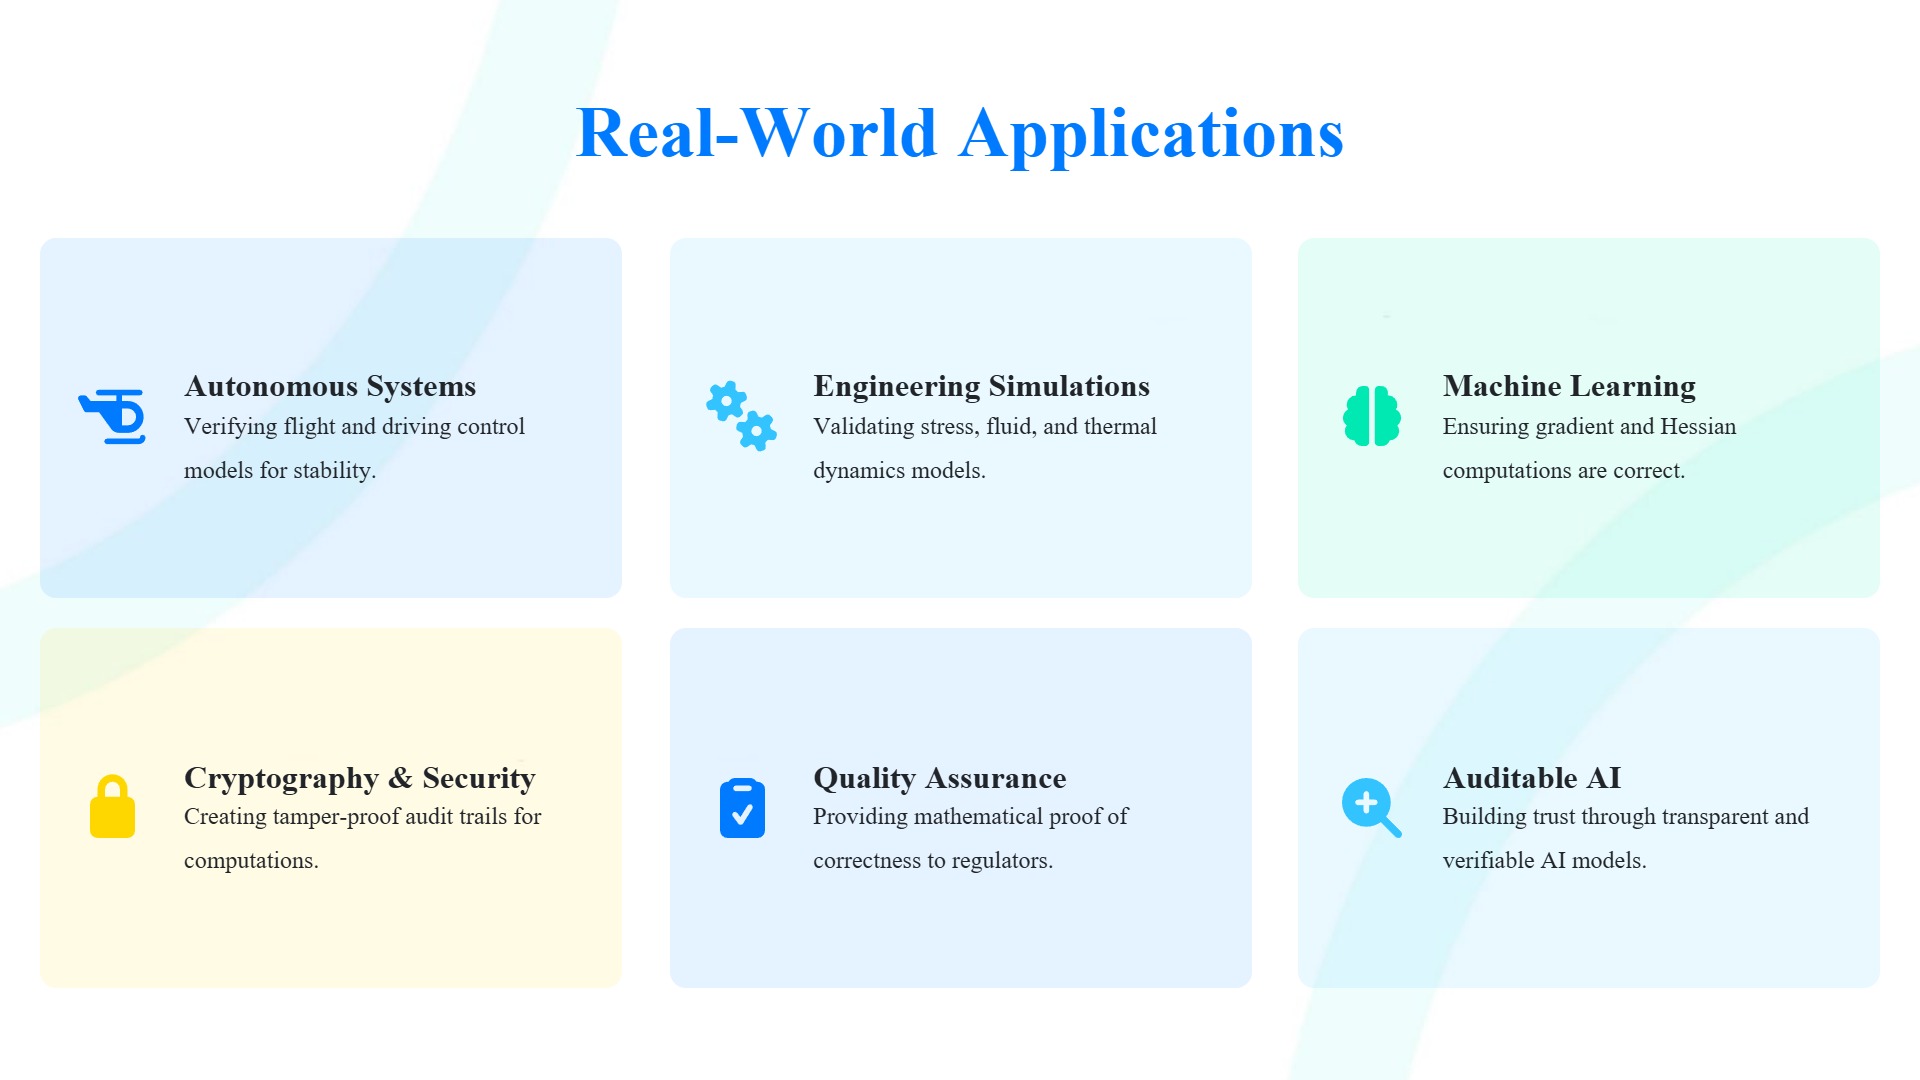 Real-World Applications
Autonomous Systems
Verifying flight and driving control
models for stability.
Engineering Simulations
Validating stress, fluid, and thermal
dynamics models.
Machine Learning
Ensuring gradient and Hessian
computations are correct.
Cryptography & Security
Creating tamper-proof audit trails for
computations.
Quality Assurance
Providing mathematical proof of
correctness to regulators.
Auditable AI
Building trust through transparent and
verifiable AI models.